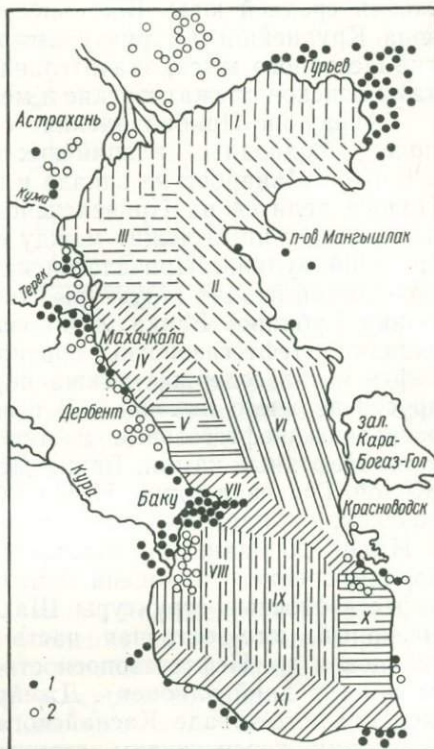 Гурьев
Астрахань
I
Кума
п-ов Мангышлак
III
II
Терек
Махачкала
IV
Дербент
V
VI
Зал.
Кара-
Богаз-Гол
Кура
VII
Баку
Красноводск
VIII
IX
X
XI
1
2